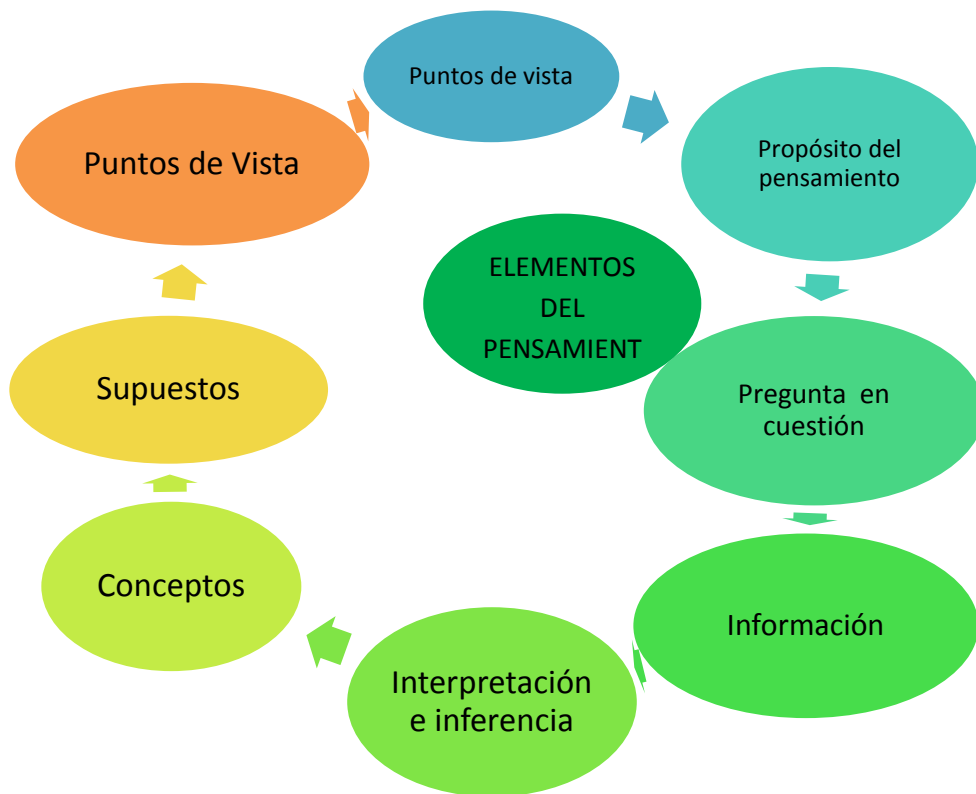 Puntos de vista
Propósito del
pensamiento
Pregunta en
cuestión
Información
Interpretación
e inferencia
Conceptos
Supuestos
Puntos de Vista
ELEMENTOS
DEL
PENSAMIENT